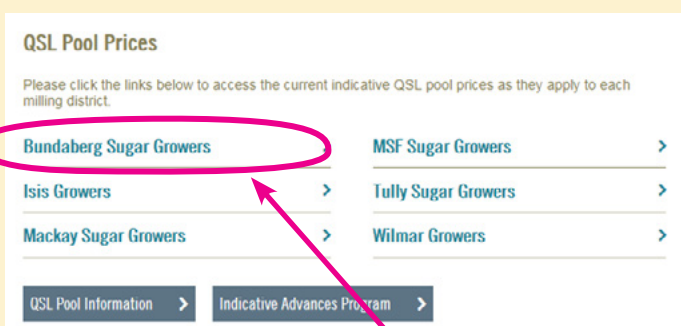 QSL Pool Prices
Please click the links below to access the current indicative QSL pool prices as they apply to each
milling district.
Bundaberg Sugar Growers
MSF Sugar Growers
Isis Growers
Tully Sugar Growers
Mackay Sugar Growers
Wilmar Growers
QSL Pool Information
Indicative Advances Program